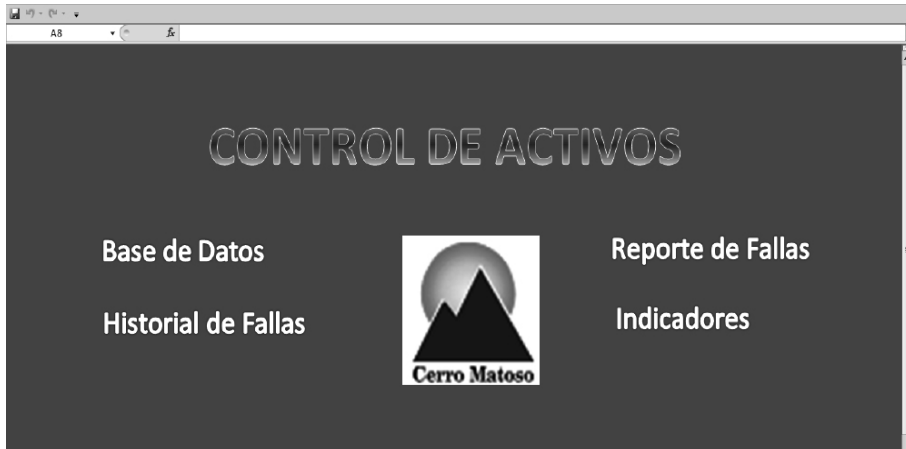 A8
fx
CONTROL DE ACTIVOS
Base de Datos
Historial de Fallas
Cerro Matoso
Reporte de Fallas
Indicadores